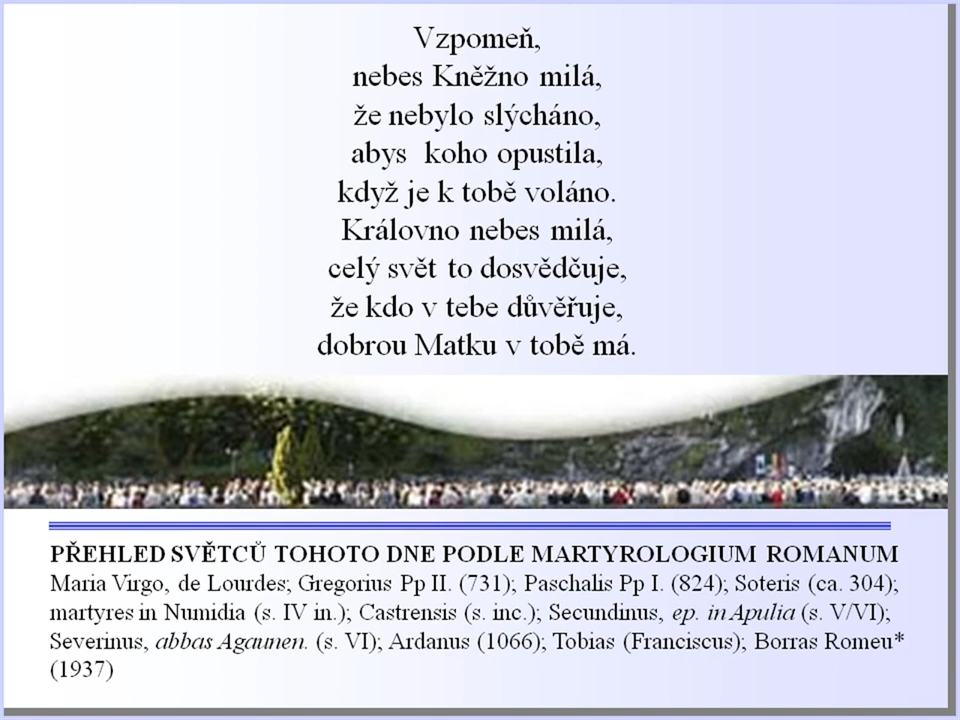 Vzpomeň,
nebes Kněžno milá,
že nebylo slýcháno,
abys koho opustila,
když je k tobě voláno.
Královno nebes milá,
celý svět to dosvědčuje,
že kdo v tebe důvěřuje,
dobrou Matku v tobě má.
PŘEHLED SVĚTCŮ TOHOTO DNE PODLE MARTYROLOGIUM ROMANUM
Maria Virgo, de Lourdes; Gregorius Pp II. (731); Paschalis Pp I. (824); Soteris (ca. 304);
martyres in Numidia (s. IV in.); Castrensis (s. inc.); Secundinus, ep. in Apulia (s. V/VI);
Severinus, abbas Agaunen. (s. VI); Ardanus (1066); Tobias (Franciscus); Borras Romeu*
(1937)